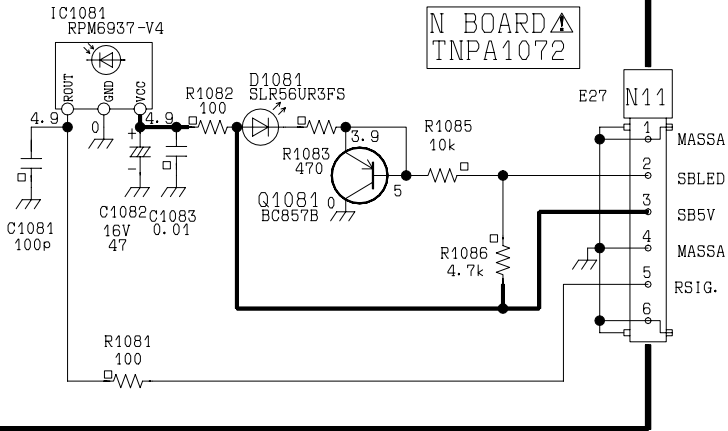 IC1081
RPM6937-V4
N BOARD⚠
TNPA1072
ROUT
GND
VCC
4.9
0
4.9
R1082
100
D1081
SLR56UR3FS
E27
N11
R1083
470
3.9
R1085
10k
1
MASSA
2
SBLED
3
SB5V
4
MASSA
5
RSIG.
6
Q1081
BC857B
0
5
C1081
100p
+
-
C1082
16V
47
C1083
0.01
R1086
4.7k
R1081
100